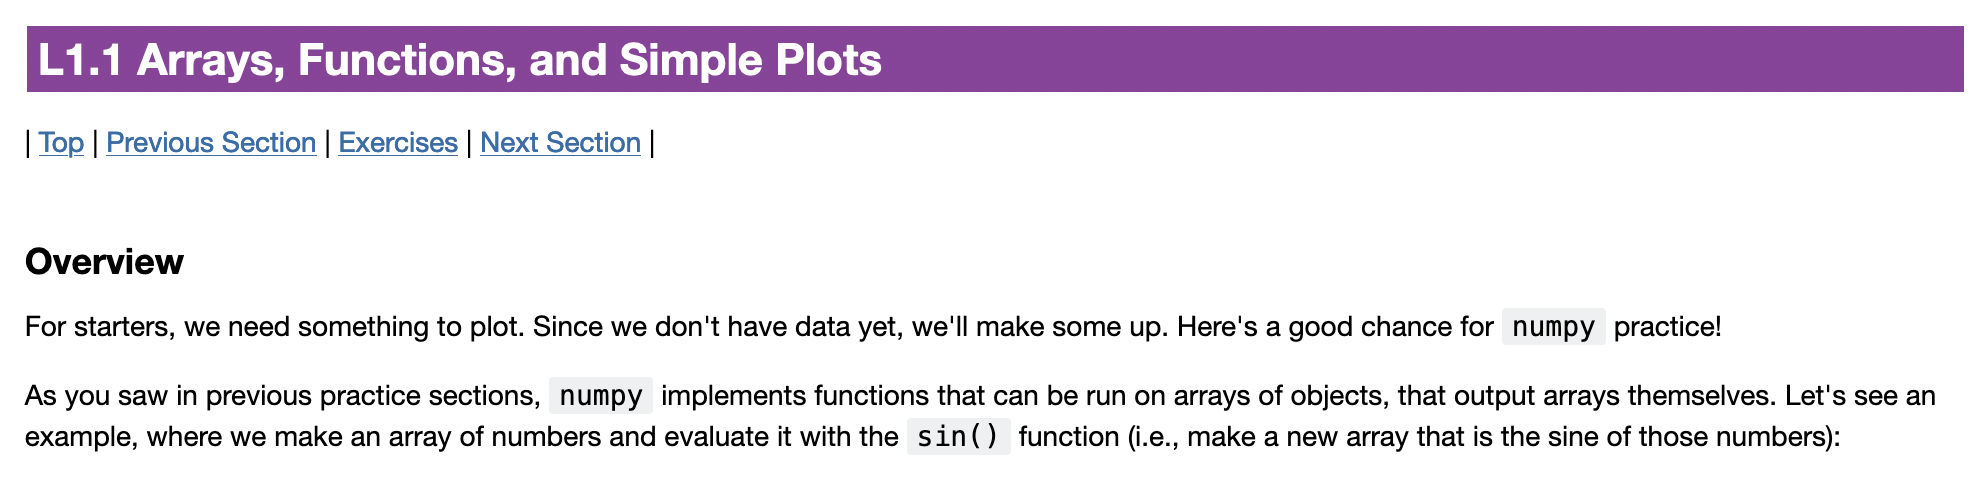 L1.1 Arrays, Functions, and Simple Plots
| Top | Previous Section | Exercises | Next Section |
Overview
For starters, we need something to plot. Since we don't have data yet, we'll make some up. Here's a good chance for numpy practice!
As you saw in previous practice sections, numpy implements functions that can be run on arrays of objects, that output arrays themselves. Let's see an
example, where we make an array of numbers and evaluate it with the sin() function (i.e., make a new array that is the sine of those numbers):